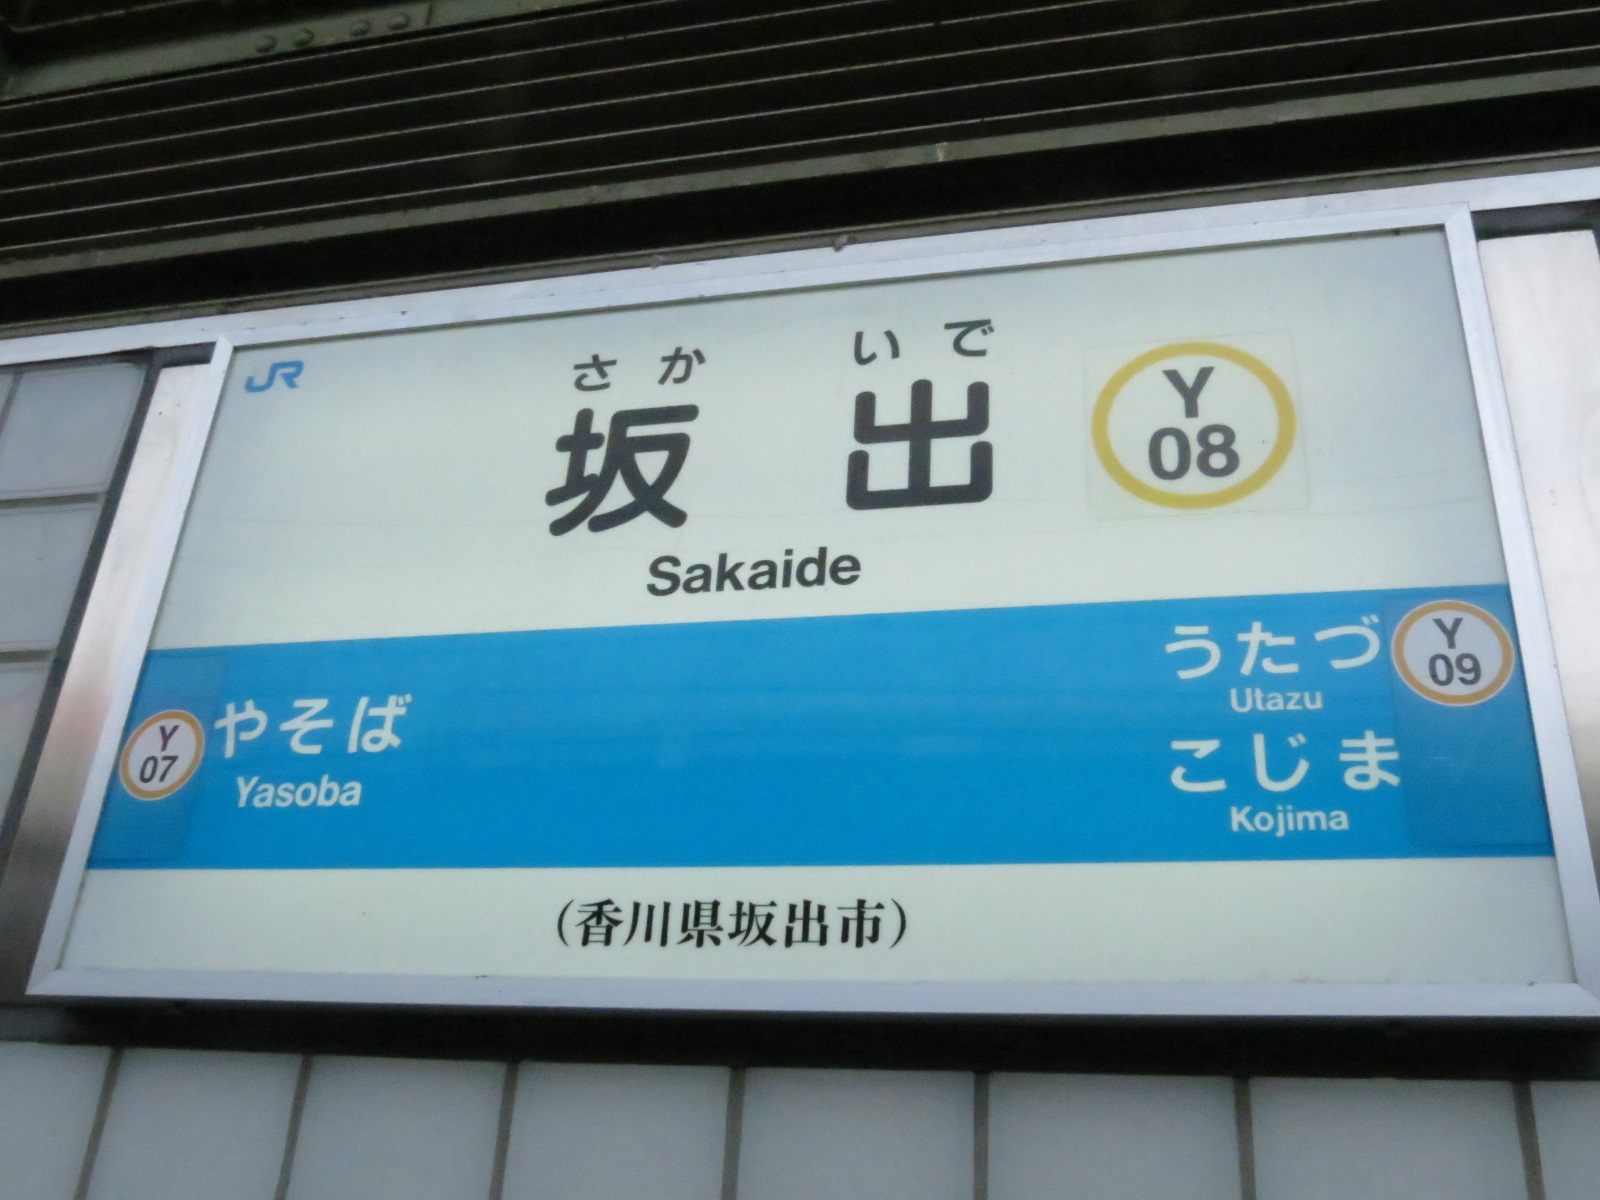 JR
さかいで
坂出
Y
08
Sakaide
うたづ
Utazu
Y
09
こじま
Kojima
Y
07
やそば
Yasoba
(香川県坂出市)